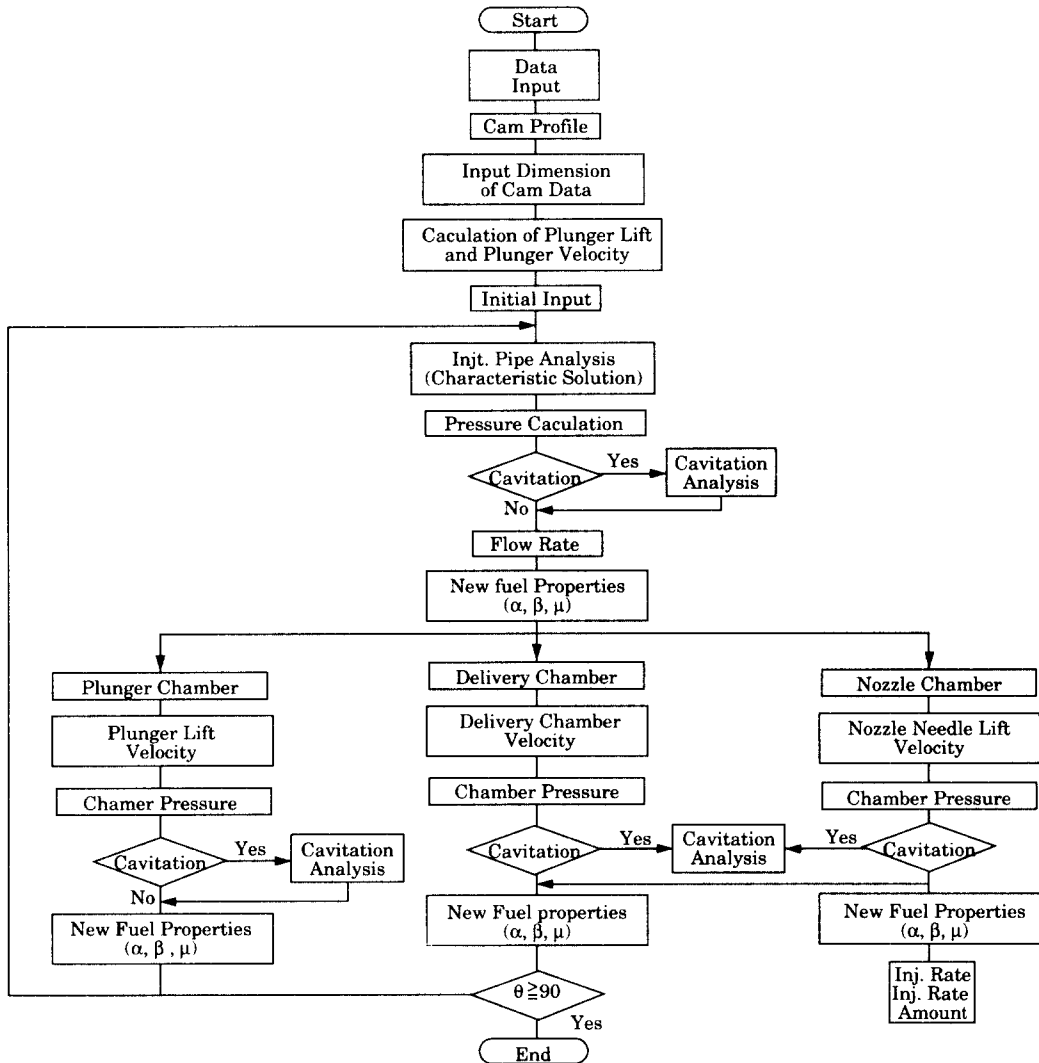 Start
Data
Input
Cam Profile
Input Dimension
of Cam Data
Caculation of Plunger Lift
and Plunger Velocity
Initial Input
Injt. Pipe Analysis
(Characteristic Solution)
Pressure Caculation
Cavitation
Yes
Cavitation
Analysis
No
Flow Rate
New fuel Properties
(α, β, μ)
Plunger Chamber
Plunger Lift
Velocity
Chamer Pressure
Cavitation
Yes
Cavitation
Analysis
No
New Fuel Properties
(α, β , μ)
Delivery Chamber
Delivery Chamber
Velocity
Chamber Pressure
Cavitation
Yes
Cavitation
Analysis
New Fuel properties
(α, β, μ)
Nozzle Chamber
Nozzle Needle Lift
Velocity
Chamber Pressure
Yes
Cavitation
New Fuel Properties
(α, β, μ)
Inj. Rate
Inj. Rate
Amount
θ ≧ 90
Yes
End